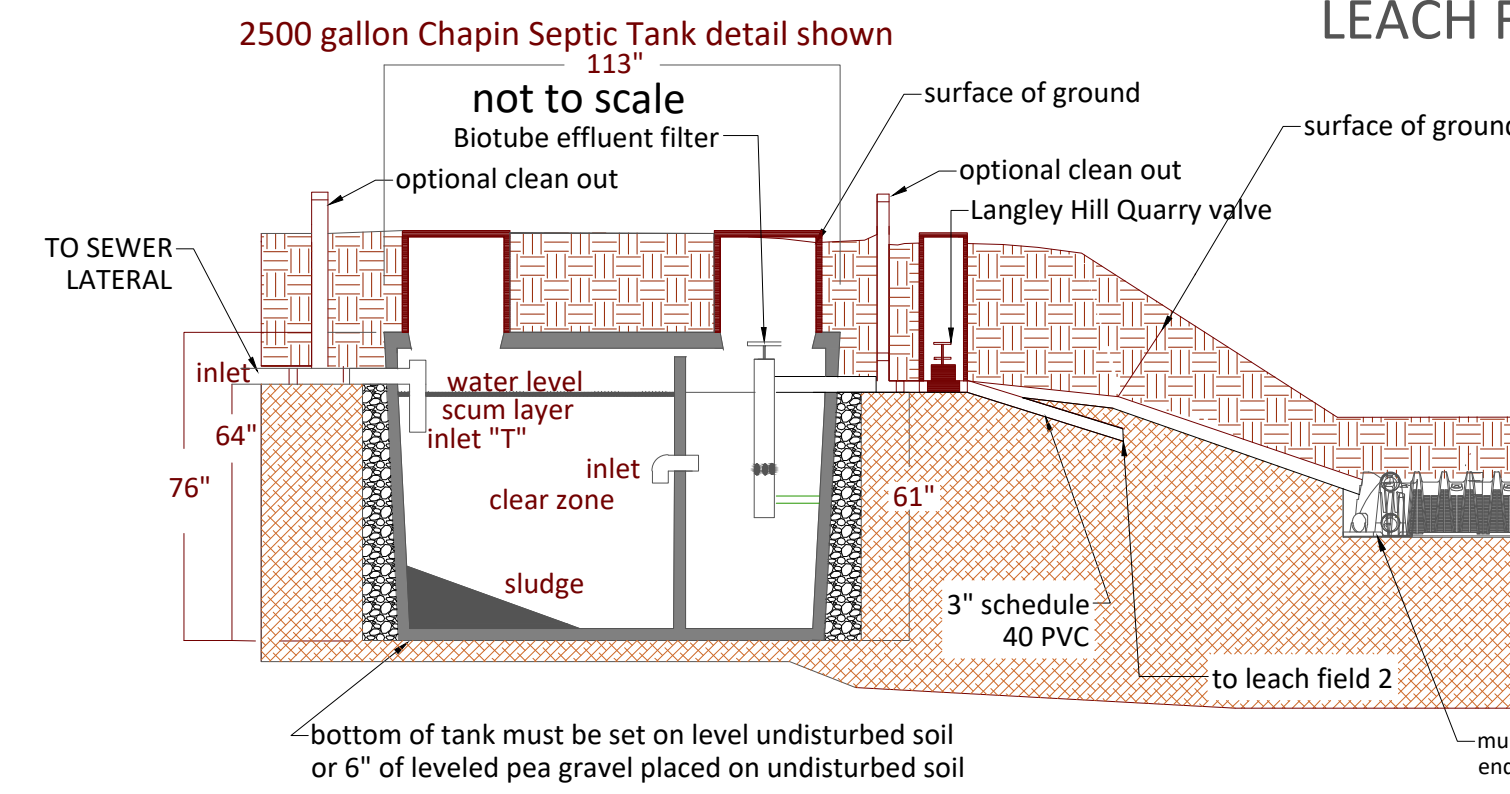 LEACH F
2500 gallon Chapin Septic Tank detail shown
113"
not to scale
surface of ground
Biotube effluent filter
surface of ground
optional clean out
optional clean out
Langley Hill Quarry valve
TO SEWER
LATERAL
inlet
water level
scum layer
inlet "T"
64"
inlet
76"
clear zone
61"
sludge
3" schedule
40 PVC
to leach field 2
bottom of tank must be set on level undisturbed soil
or 6" of leveled pea gravel placed on undisturbed soil
mu
end